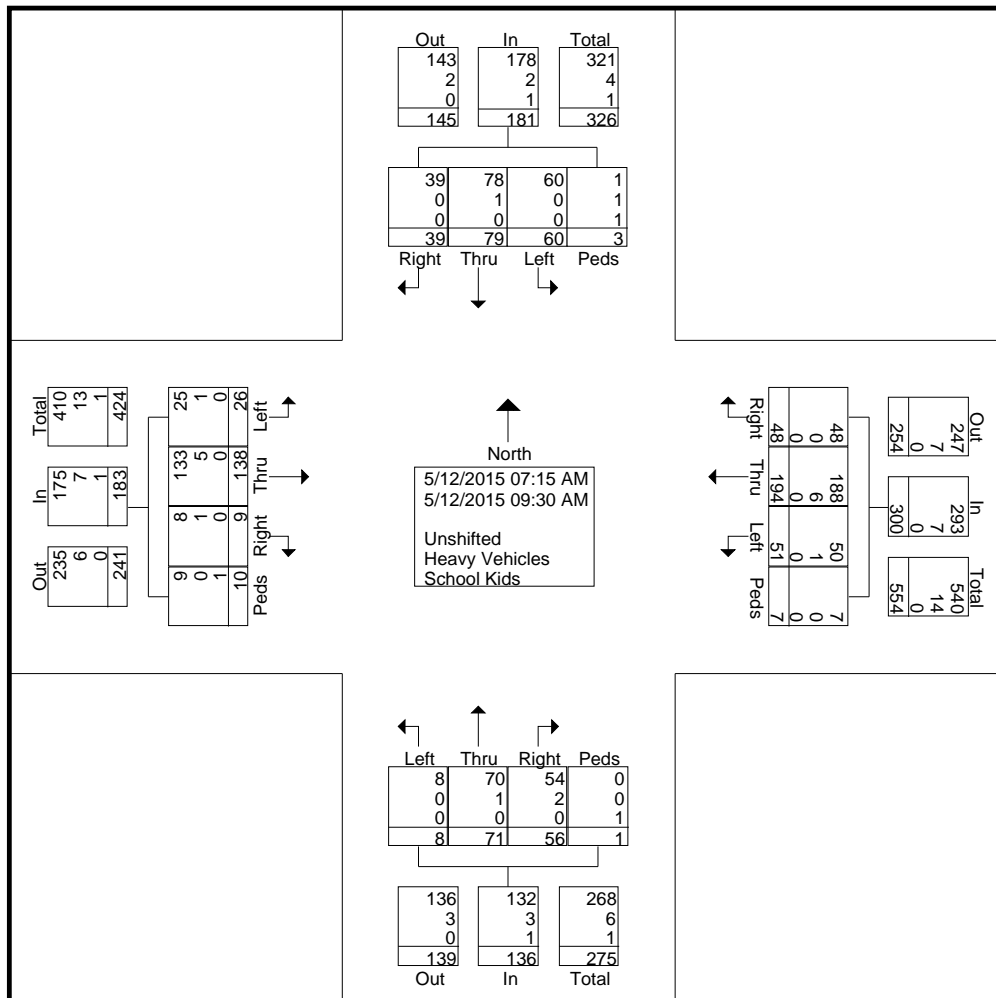 Out In Total
143 178 321
2 2 4
0 1 1
145 181 326
39 78 60 1
0 1 0 1
0 0 0 1
39 79 60 3
Right Thru Left Peds
Total
410 13 1 424
In
175 7 1 183
Out
235 6 0 241
Left
25 1 0 26
Thru
133 5 0 138
Right
8 1 0 9
Peds
9 0 1 10
North
5/12/2015 07:15 AM
5/12/2015 09:30 AM
Unshifted
Heavy Vehicles
School Kids
Right
48 0 0 48
Thru
188 6 0 194
Left
50 1 0 51
Peds
7 0 0 7
Out
247 7 0 254
In
293 7 0 300
Total
540 14 0 554
Left Thru Right Peds
8 70 54 0
0 1 2 0
0 0 0 1
8 71 56 1
136 132 268
3 3 6
0 1 1
139 136 275
Out In Total